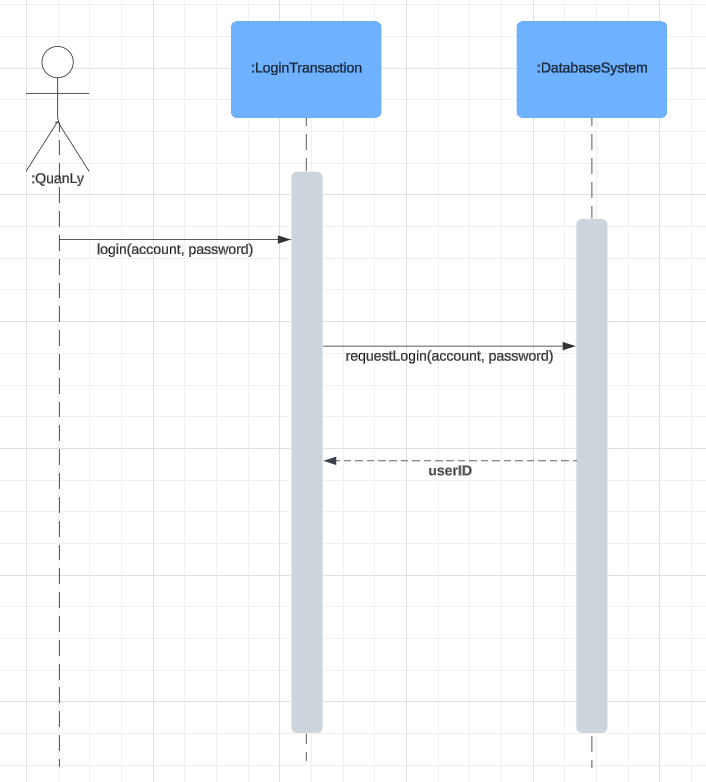 :LoginTransaction
:DatabaseSystem
:QuanLy
login(account, password)
requestLogin(account, password)
userID